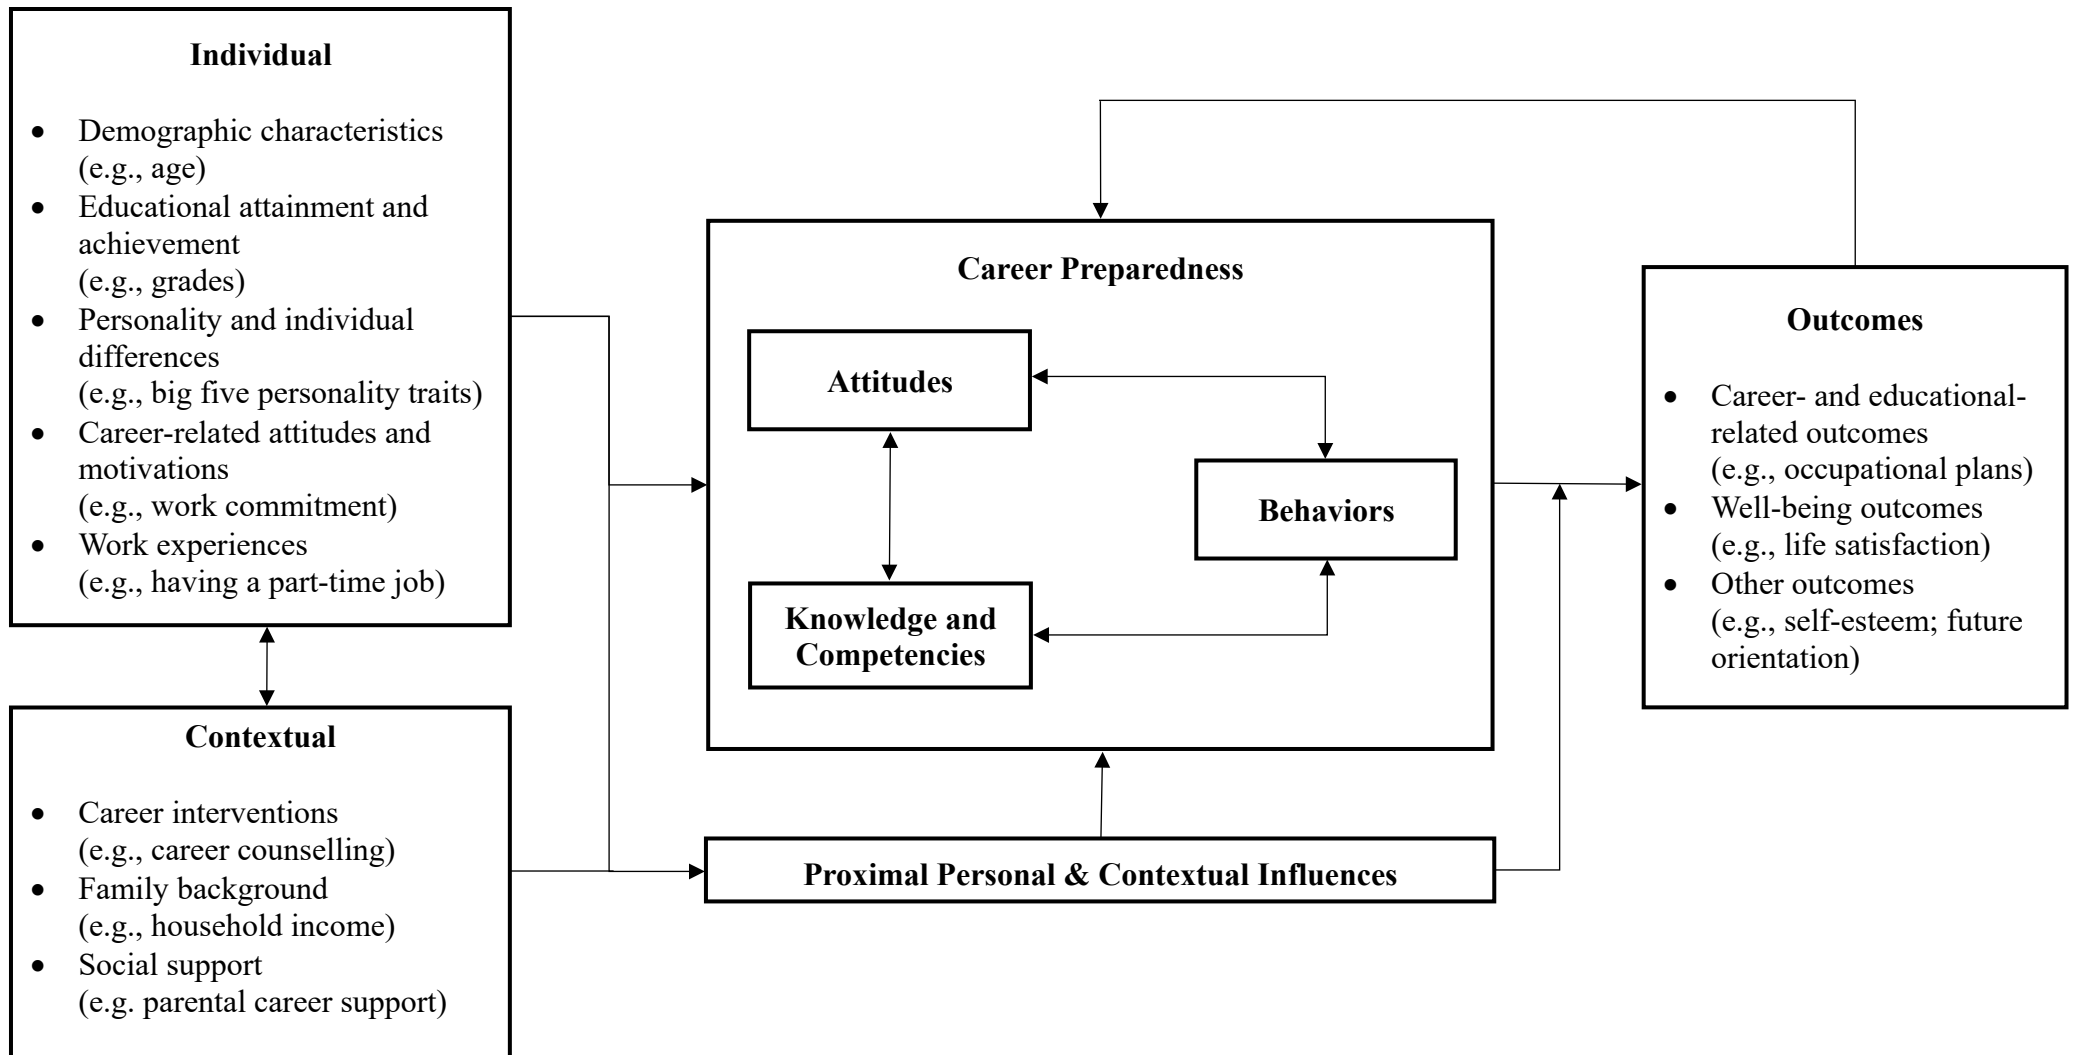 Individual
• Demographic characteristics
(e.g., age)
• Educational attainment and
achievement
(e.g., grades)
• Personality and individual
differences
(e.g., big five personality traits)
• Career-related attitudes and
motivations
(e.g., work commitment)
• Work experiences
(e.g., having a part-time job)
Contextual
• Career interventions
(e.g., career counselling)
• Family background
(e.g., household income)
• Social support
(e.g. parental career support)
Career Preparedness
Attitudes
Behaviors
Knowledge and
Competencies
Proximal Personal & Contextual Influences
Outcomes
• Career- and educational-
related outcomes
(e.g., occupational plans)
• Well-being outcomes
(e.g., life satisfaction)
• Other outcomes
(e.g., self-esteem; future
orientation)